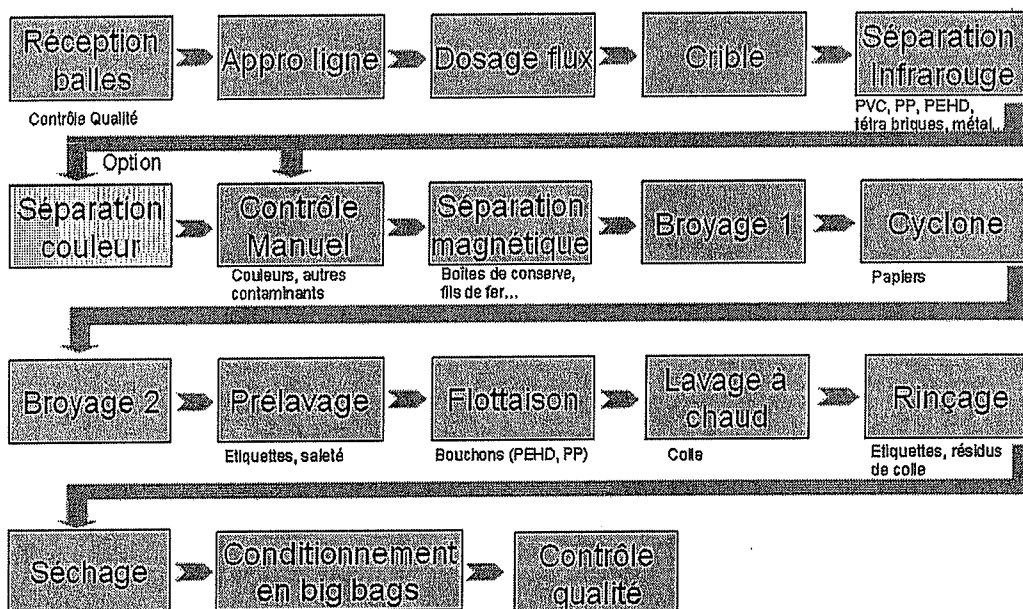 Réception
balles
Appro ligne
Dosage flux
Crible
Séparation
Infrarouge
Contrôle Qualité
PVC, PP, PEHD,
tétra briques, métal...
Option
Séparation
couleur
Contrôle
Manuel
Séparation
magnétique
Broyage 1
Cyclone
Couleurs, autres
contaminants
Boîtes de conserve,
fils de fer...
Papiers
Broyage 2
Prélavage
Flottaison
Lavage à
chaud
Rinçage
Etiquettes, saleté
Bouchons (PEHD, PP)
Colle
Etiquettes, résidus
de colle
Séchage
Conditionnement
en big bags
Contrôle
qualité